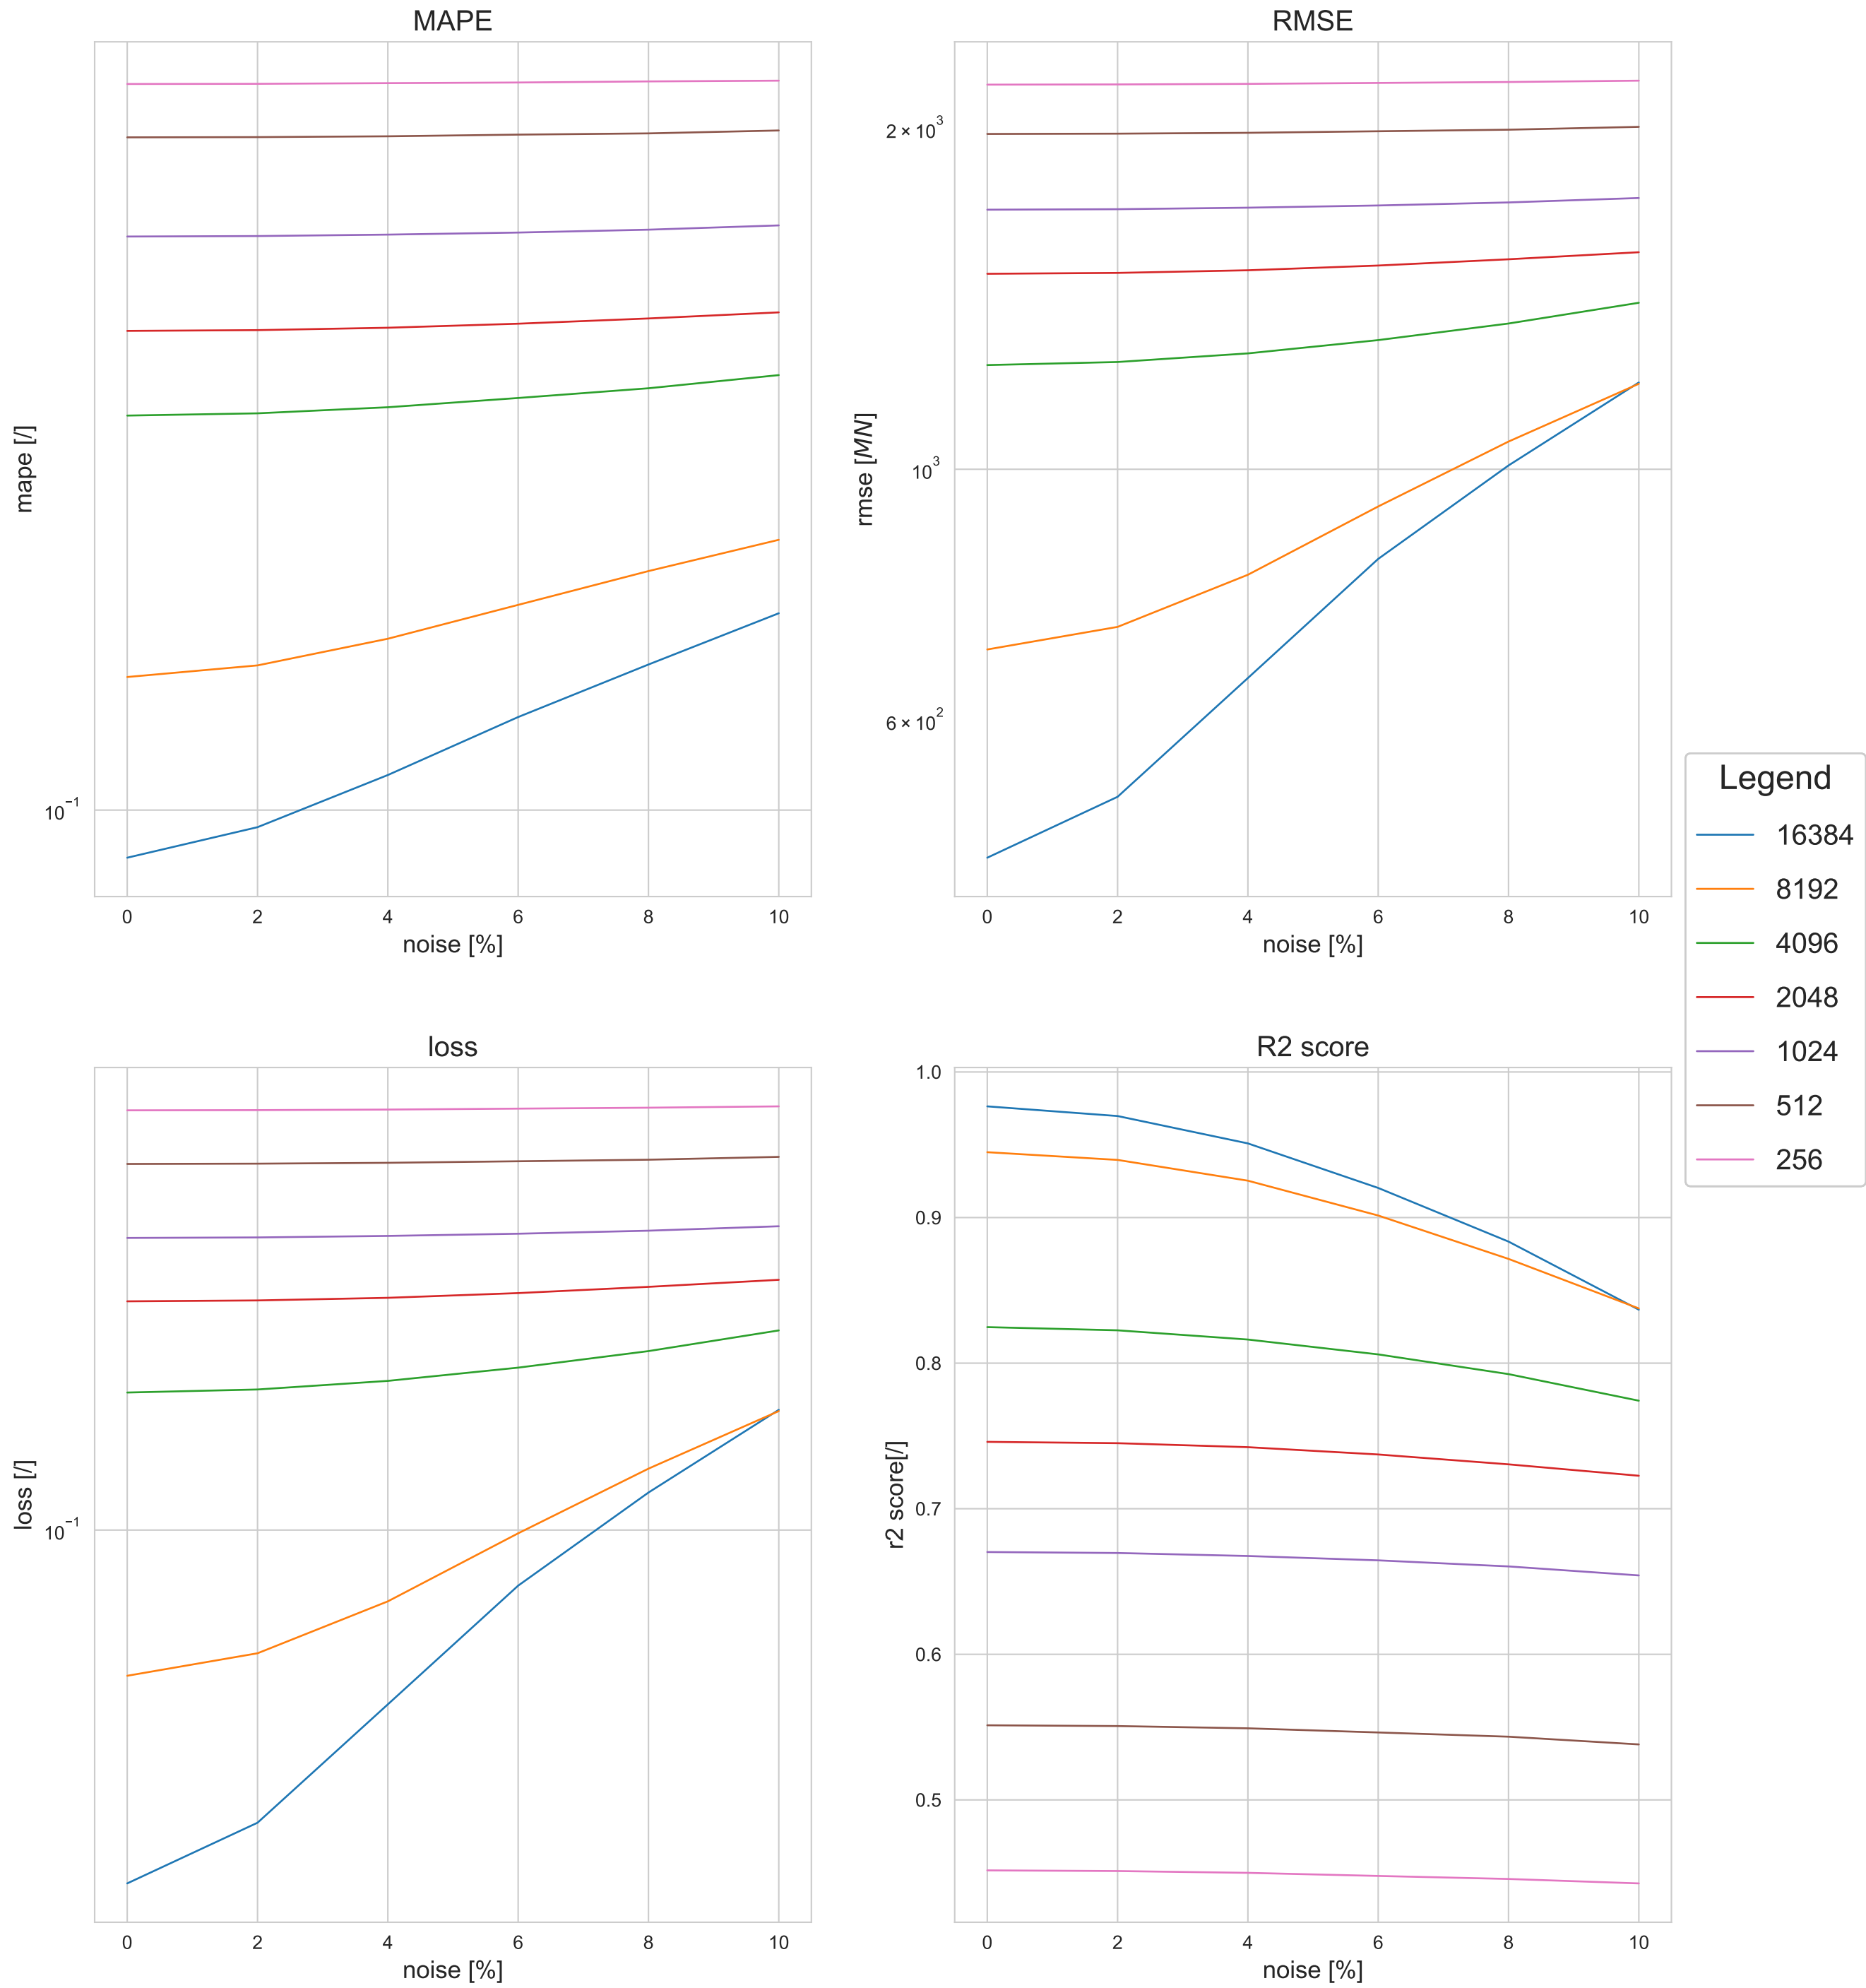 MAPE
mape [/]
10⁻¹
0 2 4 6 8 10
noise [%]
RMSE
rmse [MN]
2 × 10³
10³
6 × 10²
0 2 4 6 8 10
noise [%]
Legend
16384
8192
4096
2048
1024
512
256
loss
loss [/]
10⁻¹
0 2 4 6 8 10
noise [%]
R2 score
r2 score[/]
1.0
0.9
0.8
0.7
0.6
0.5
0 2 4 6 8 10
noise [%]